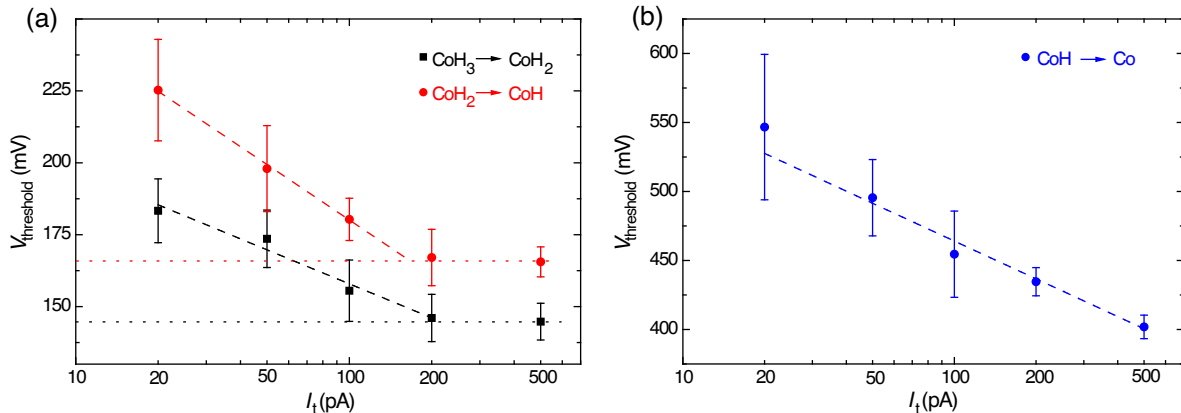 (a)
CoH3 → CoH2
CoH2 → CoH
225
200
175
150
Vthreshold (mV)
10 20 50 100 200 500
It (pA)
(b)
CoH → Co
600
550
500
450
400
Vthreshold (mV)
10 20 50 100 200 500
It (pA)